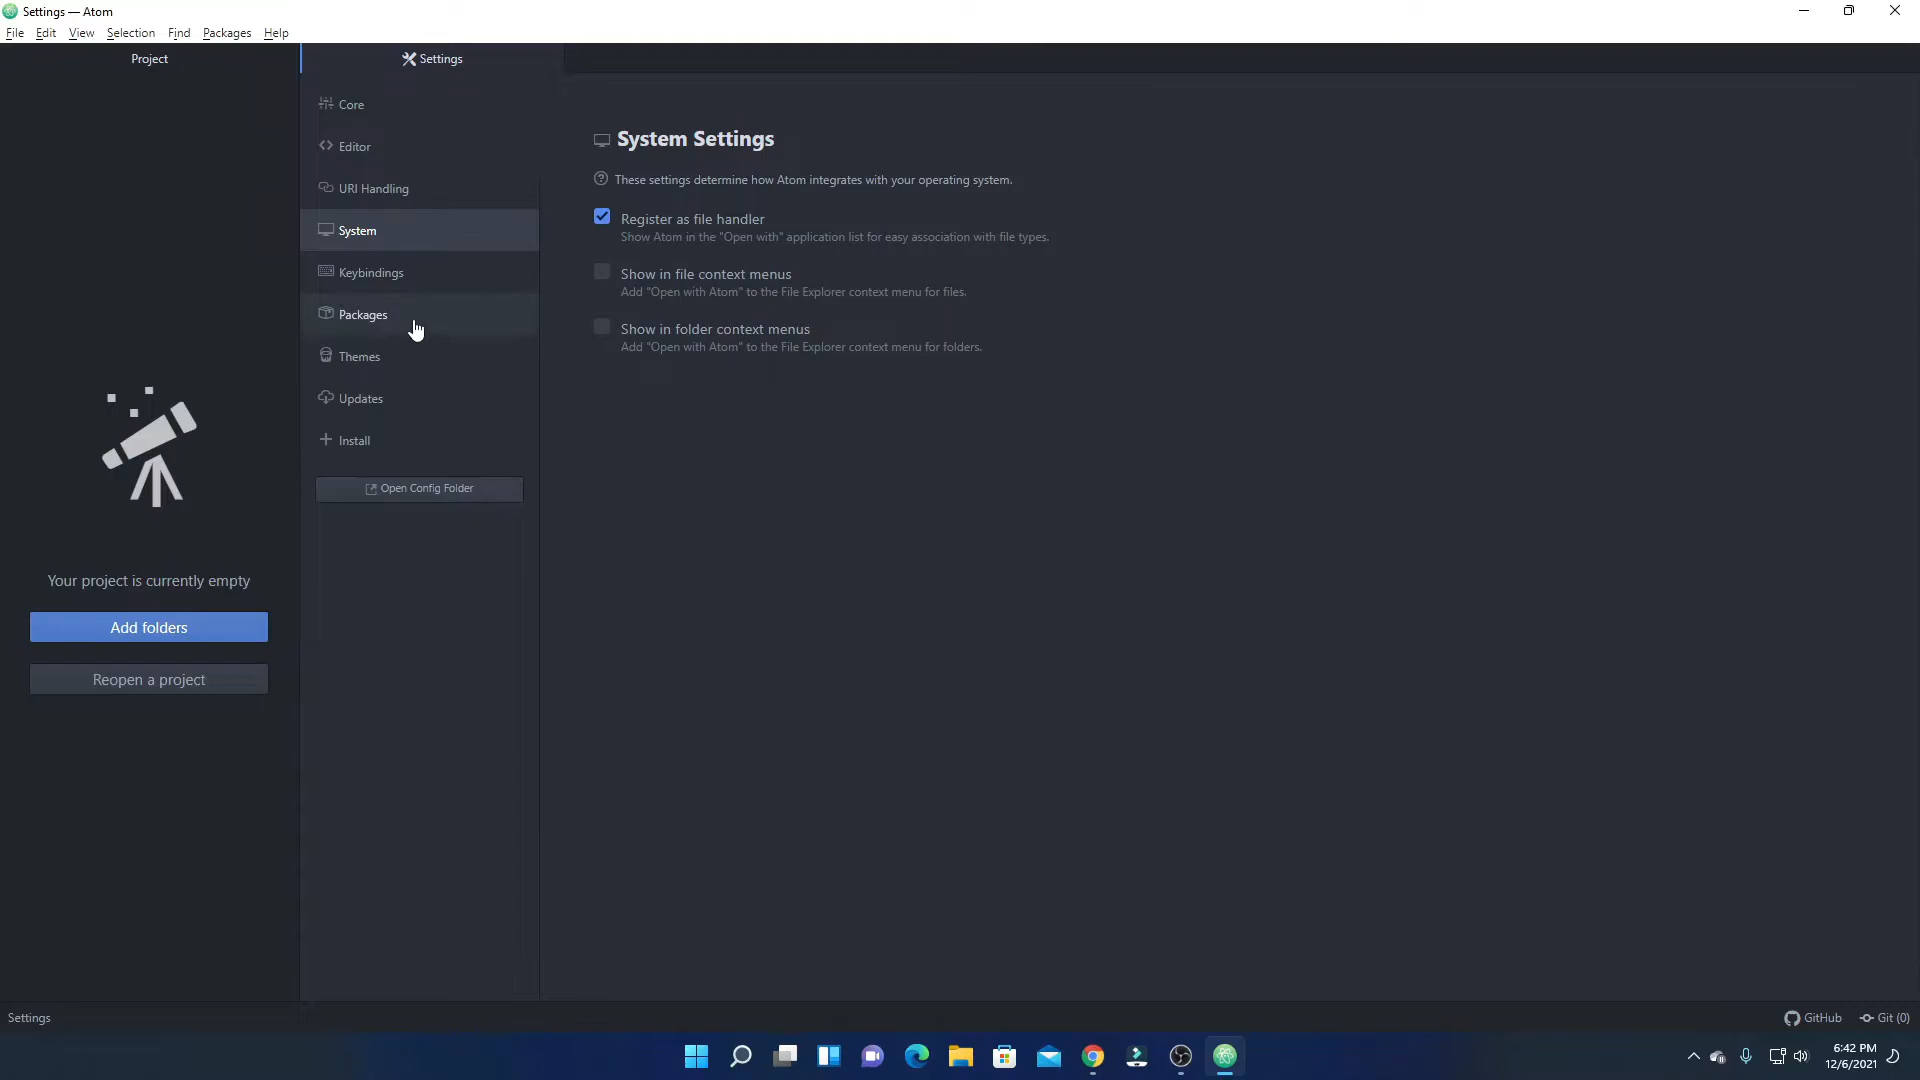 Settings — Atom
File Edit View Selection Find Packages Help
Project
Settings
Core
Editor
URI Handling
System
Keybindings
Packages
Themes
Updates
Install
Open Config Folder
System Settings
These settings determine how Atom integrates with your operating system.
Register as file handler
Show Atom in the "Open with" application list for easy association with file types.
Show in file context menus
Add "Open with Atom" to the File Explorer context menu for files.
Show in folder context menus
Add "Open with Atom" to the File Explorer context menu for folders.
Your project is currently empty
Add folders
Reopen a project
Settings
GitHub Git (0)
6:42 PM
12/6/2021